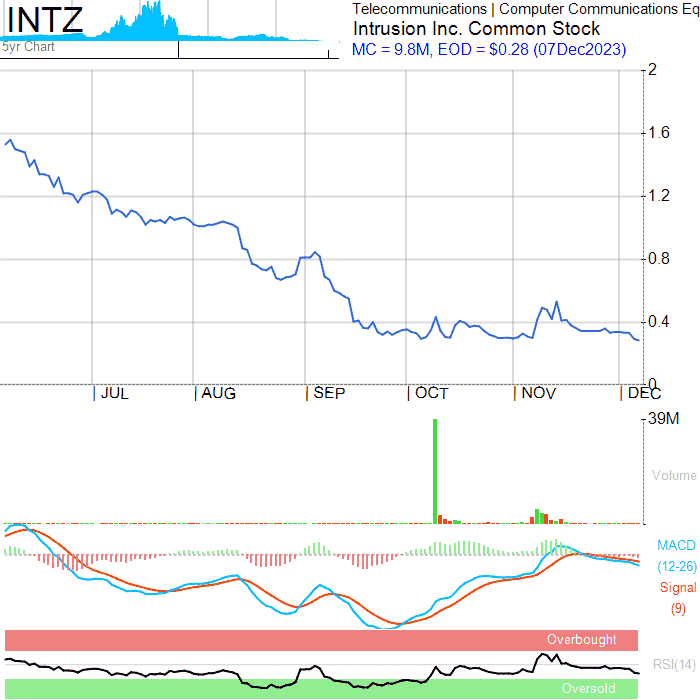 INTZ
5yr Chart
Telecommunications | Computer Communications Eq
Intrusion Inc. Common Stock
MC = 9.8M, EOD = $0.28 (07Dec2023)
2
1.6
1.2
0.8
0.4
0
JUL AUG SEP OCT NOV DEC
39M
Volume
MACD
(12-26)
Signal
(9)
Overbought
RSI(14)
Oversold